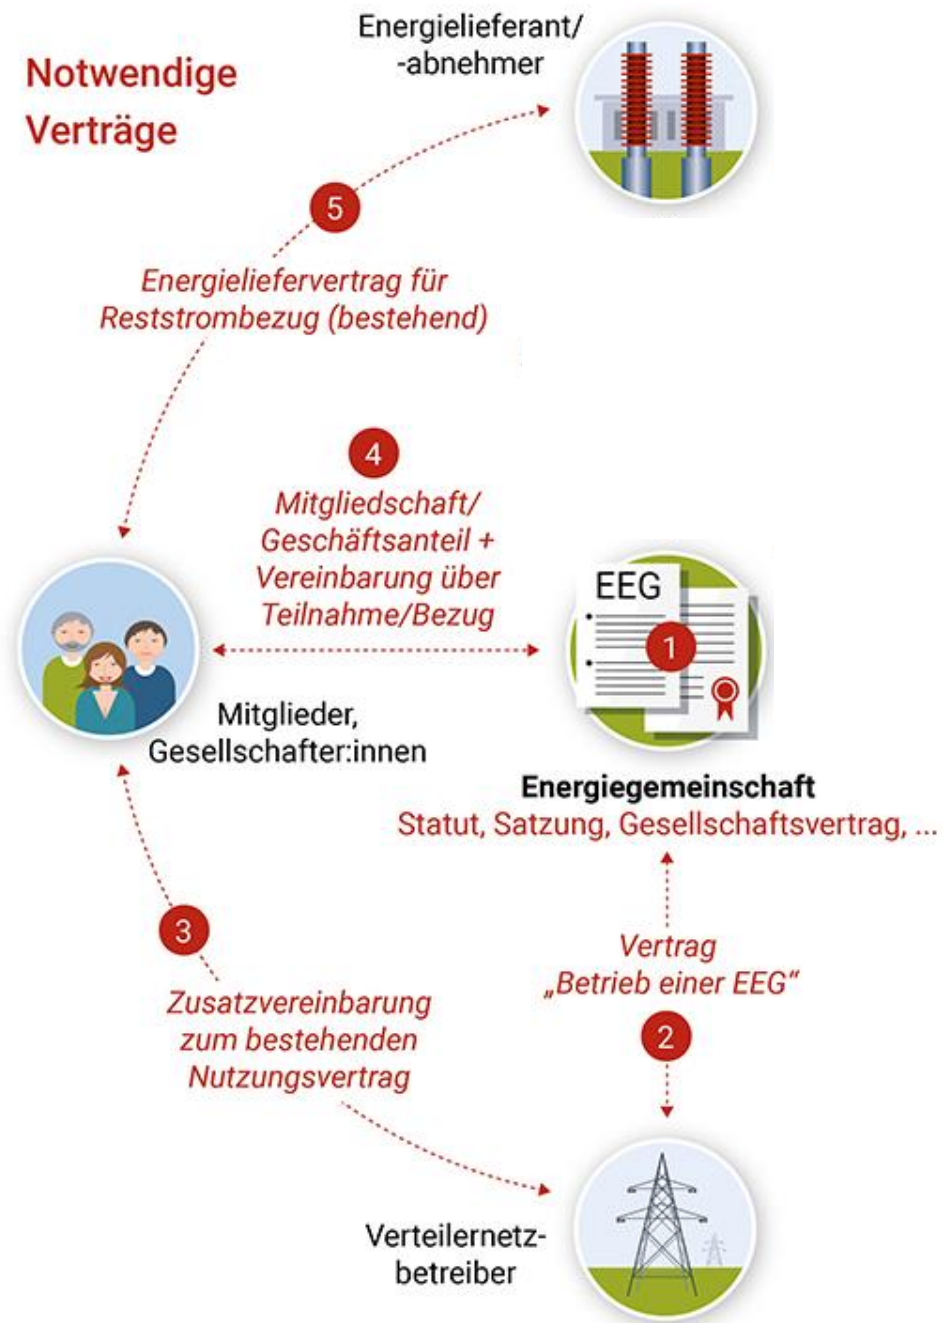 Notwendige
Verträge
Energielieferant/
-abnehmer
5
Energieliefervertrag für
Reststrombezug (bestehend)
4
Mitgliedschaft/
Geschäftsanteil +
Vereinbarung über
Teilnahme/Bezug
EEG
1
Mitglieder,
Gesellschafter:innen
Energiegemeinschaft
Statut, Satzung, Gesellschaftsvertrag, ...
3
Zusatzvereinbarung
zum bestehenden
Nutzungsvertrag
Vertrag
„Betrieb einer EEG“
2
Verteilernetz-
betreiber